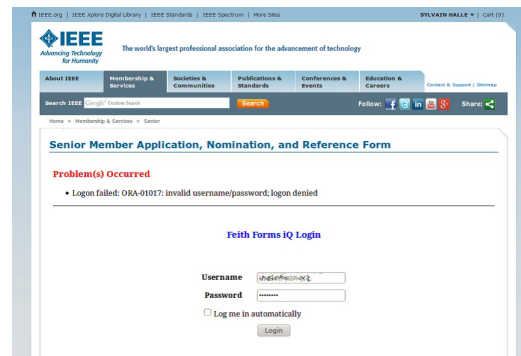 IEEE.org | IEEE Xplore Digital Library | IEEE Standards | IEEE Spectrum | More Sites
SYLVAIN HALLE ▾ | Cart (0)
IEEE
Advancing Technology
for Humanity
The world's largest professional association for the advancement of technology
About IEEE
Membership &
Services
Societies &
Communities
Publications &
Standards
Conferences &
Events
Education &
Careers
Contact & Support | Sitemap
Search IEEE
Google™ Custom Search
Search
Follow:
Share:
Home > Membership & Services > Senior
Senior Member Application, Nomination, and Reference Form
Problem(s) Occurred
• Logon failed: ORA-01017: invalid username/password; logon denied
Feith Forms iQ Login
Username
Password ••••••••
Log me in automatically
Login